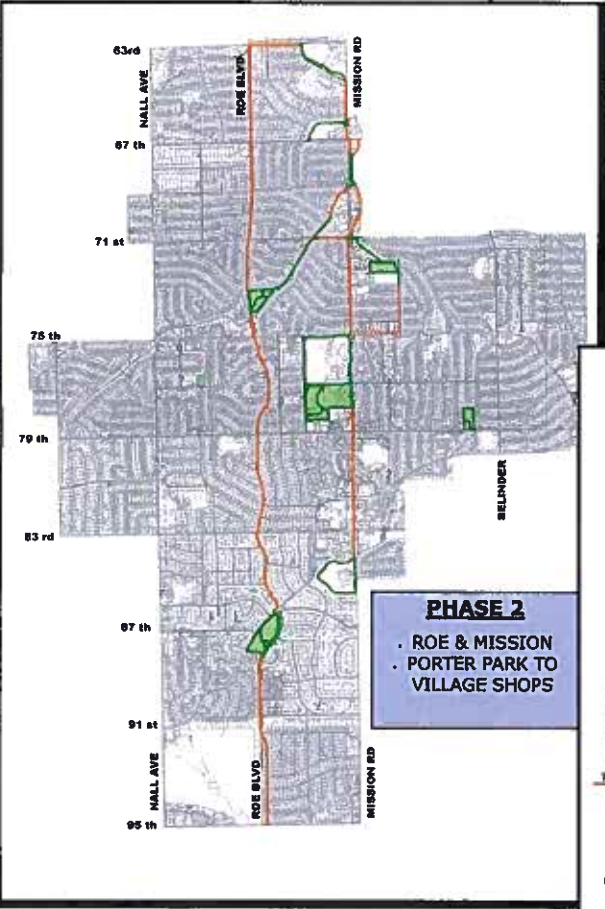 63rd
NALL AVE
ROE BLVD
MISSION RD
67 th
71 st
75 th
79 th
BELINDER
83 rd
PHASE 2
. ROE & MISSION
. PORTER PARK TO
VILLAGE SHOPS
87 th
91 st
NALL AVE
ROE BLVD
MISSION RD
95 th